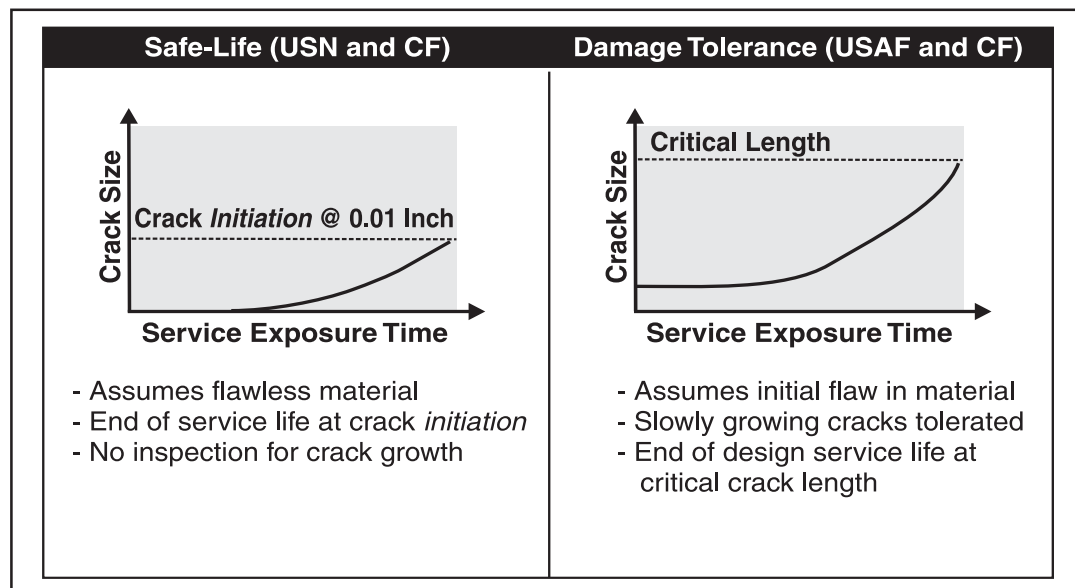 Safe-Life (USN and CF)
Crack Size
Crack Initiation @ 0.01 Inch
Service Exposure Time
- Assumes flawless material
- End of service life at crack initiation
- No inspection for crack growth
Damage Tolerance (USAF and CF)
Crack Size
Critical Length
Service Exposure Time
- Assumes initial flaw in material
- Slowly growing cracks tolerated
- End of design service life at
critical crack length